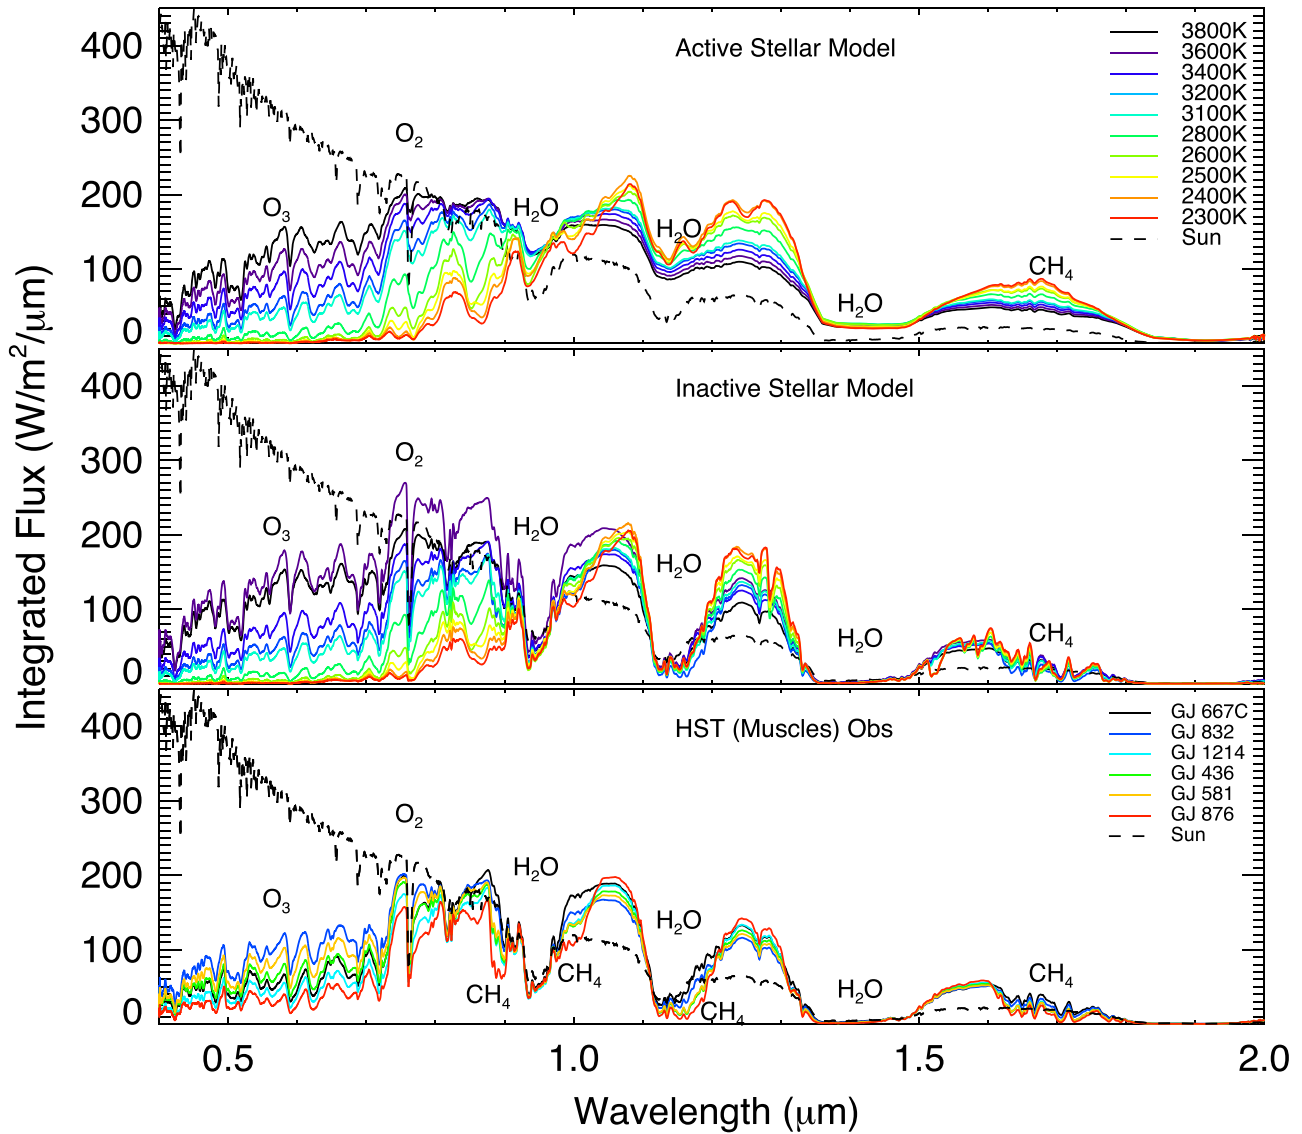 Integrated Flux (W/m²/μm)
400
300
200
100
0
Active Stellar Model
O₃
O₂
H₂O
H₂O
H₂O
CH₄
3800K
3600K
3400K
3200K
3100K
2800K
2600K
2500K
2400K
2300K
Sun
400
300
200
100
0
Inactive Stellar Model
O₃
O₂
H₂O
H₂O
H₂O
CH₄
400
300
200
100
0
HST (Muscles) Obs
O₃
O₂
H₂O
H₂O
H₂O
CH₄
CH₄
CH₄
CH₄
GJ 667C
GJ 832
GJ 1214
GJ 436
GJ 581
GJ 876
Sun
0.5
1.0
1.5
2.0
Wavelength (μm)